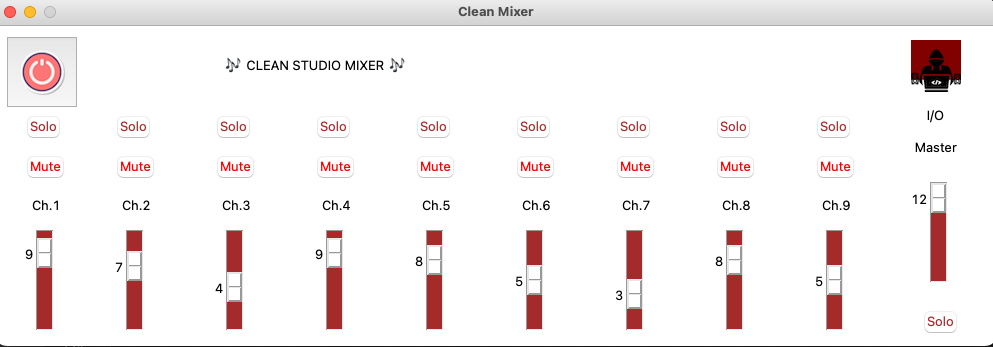 Clean Mixer
🎶 CLEAN STUDIO MIXER 🎶
</>
Solo Solo Solo Solo Solo Solo Solo Solo Solo
I/O
Mute Mute Mute Mute Mute Mute Mute Mute Mute
Master
Ch.1 Ch.2 Ch.3 Ch.4 Ch.5 Ch.6 Ch.7 Ch.8 Ch.9
12
9 7 4 9 8 5 3 8 5
Solo